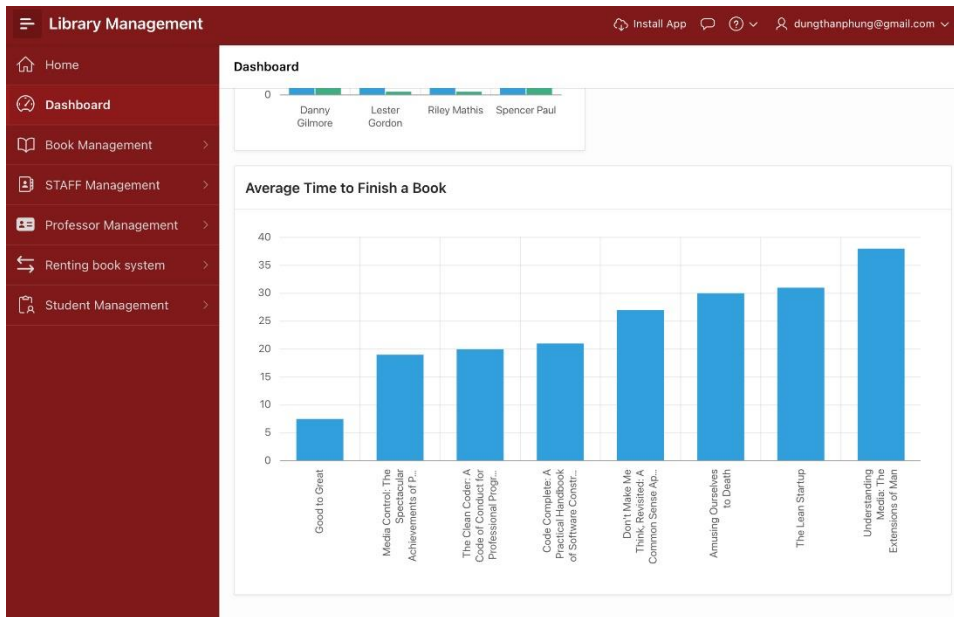 Library Management
Install App
dungthanphung@gmail.com
Home
Dashboard
Book Management
STAFF Management
Professor Management
Renting book system
Student Management
Dashboard
0
Danny
Gilmore
Lester
Gordon
Riley Mathis
Spencer Paul
Average Time to Finish a Book
40
35
30
25
20
15
10
5
0
Good to Great
Media Control: The
Spectacular
Achievements of P...
The Clean Coder: A
Code of Conduct for
Professional Progr...
Code Complete: A
Practical Handbook
of Software Constr...
Don't Make Me
Think, Revisited: A
Common Sense Ap...
Amusing Ourselves
to Death
The Lean Startup
Understanding
Media: The
Extensions of Man